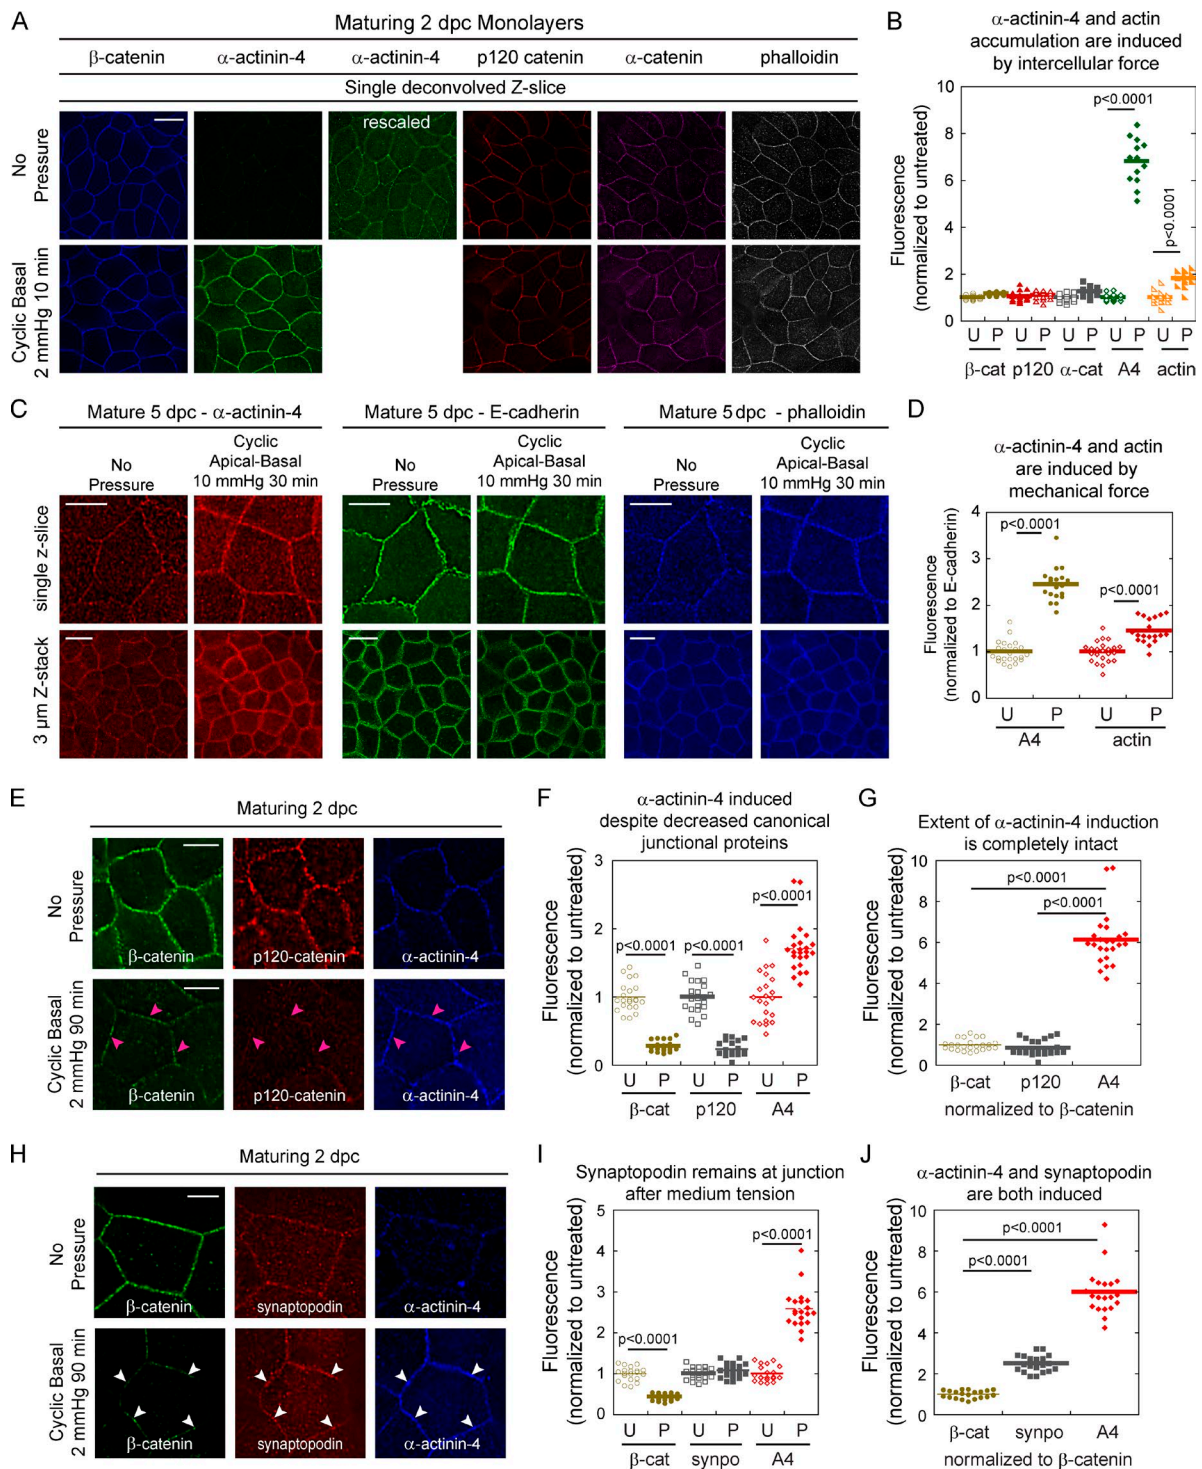 A
Maturing 2 dpc Monolayers
β-catenin α-actinin-4 α-actinin-4 p120 catenin α-catenin phalloidin
Single deconvolved Z-slice
rescaled
No
Pressure
Cyclic Basal
2 mmHg 10 min
B
α-actinin-4 and actin
accumulation are induced
by intercellular force
Fluorescence
(normalized to untreated)
10
8
6
4
2
0
p<0.0001
p<0.0001
U P U P U P U P U P
β-cat p120 α-cat A4 actin
C
Mature 5 dpc - α-actinin-4
Mature 5 dpc - E-cadherin
Mature 5 dpc - phalloidin
No
Pressure
Cyclic
Apical-Basal
10 mmHg 30 min
No
Pressure
Cyclic
Apical-Basal
10 mmHg 30 min
No
Pressure
Cyclic
Apical-Basal
10 mmHg 30 min
single z-slice
3 μm Z-stack
D
α-actinin-4 and actin
are induced by
mechanical force
Fluorescence
(normalized to E-cadherin)
4
3
2
1
0
p<0.0001
p<0.0001
U P U P
A4 actin
E
Maturing 2 dpc
No
Pressure
β-catenin p120-catenin α-actinin-4
Cyclic Basal
2 mmHg 90 min
β-catenin p120-catenin α-actinin-4
F
α-actinin-4 induced
despite decreased canonical
junctional proteins
Fluorescence
(normalized to untreated)
3
2
1
0
p<0.0001
p<0.0001
p<0.0001
U P U P U P
β-cat p120 A4
G
Extent of α-actinin-4 induction
is completely intact
Fluorescence
(normalized to untreated)
10
8
6
4
2
0
p<0.0001
p<0.0001
β-cat p120 A4
normalized to β-catenin
H
Maturing 2 dpc
No
Pressure
β-catenin synaptopodin α-actinin-4
Cyclic Basal
2 mmHg 90 min
β-catenin synaptopodin α-actinin-4
I
Synaptopodin remains at junction
after medium tension
Fluorescence
(normalized to untreated)
5
4
3
2
1
0
p<0.0001
p<0.0001
U P U P U P
β-cat synpo A4
J
α-actinin-4 and synaptopodin
are both induced
Fluorescence
(normalized to untreated)
10
8
6
4
2
0
p<0.0001
p<0.0001
β-cat synpo A4
normalized to β-catenin